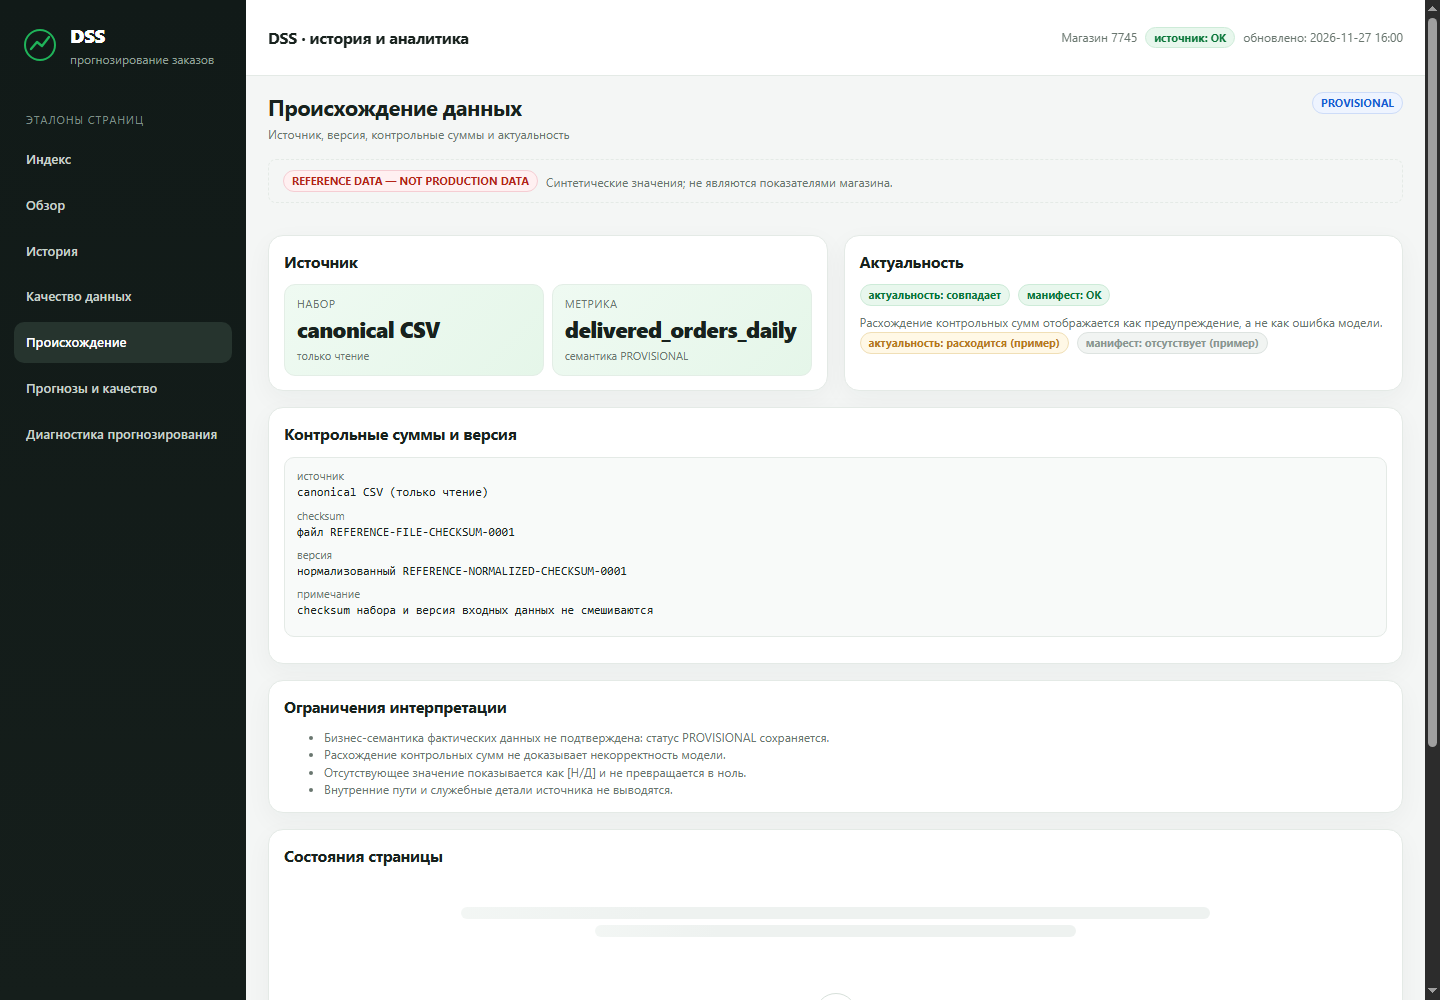 DSS
прогнозирование заказов
ЭТАЛОНЫ СТРАНИЦ
Индекс
Обзор
История
Качество данных
Происхождение
Прогнозы и качество
Диагностика прогнозирования
DSS · история и аналитика
Магазин 7745
источник: OK
обновлено: 2026-11-27 16:00
Происхождение данных
PROVISIONAL
Источник, версия, контрольные суммы и актуальность
REFERENCE DATA — NOT PRODUCTION DATA
Синтетические значения; не являются показателями магазина.
Источник
НАБОР
canonical CSV
только чтение
МЕТРИКА
delivered_orders_daily
семантика PROVISIONAL
Актуальность
актуальность: совпадает
манифест: OK
Расхождение контрольных сумм отображается как предупреждение, а не как ошибка модели.
актуальность: расходится (пример)
манифест: отсутствует (пример)
Контрольные суммы и версия
источник
canonical CSV (только чтение)
checksum
файл REFERENCE-FILE-CHECKSUM-0001
версия
нормализованный REFERENCE-NORMALIZED-CHECKSUM-0001
примечание
checksum набора и версия входных данных не смешиваются
Ограничения интерпретации
Бизнес-семантика фактических данных не подтверждена: статус PROVISIONAL сохраняется.
Расхождение контрольных сумм не доказывает некорректность модели.
Отсутствующее значение показывается как [Н/Д] и не превращается в ноль.
Внутренние пути и служебные детали источника не выводятся.
Состояния страницы